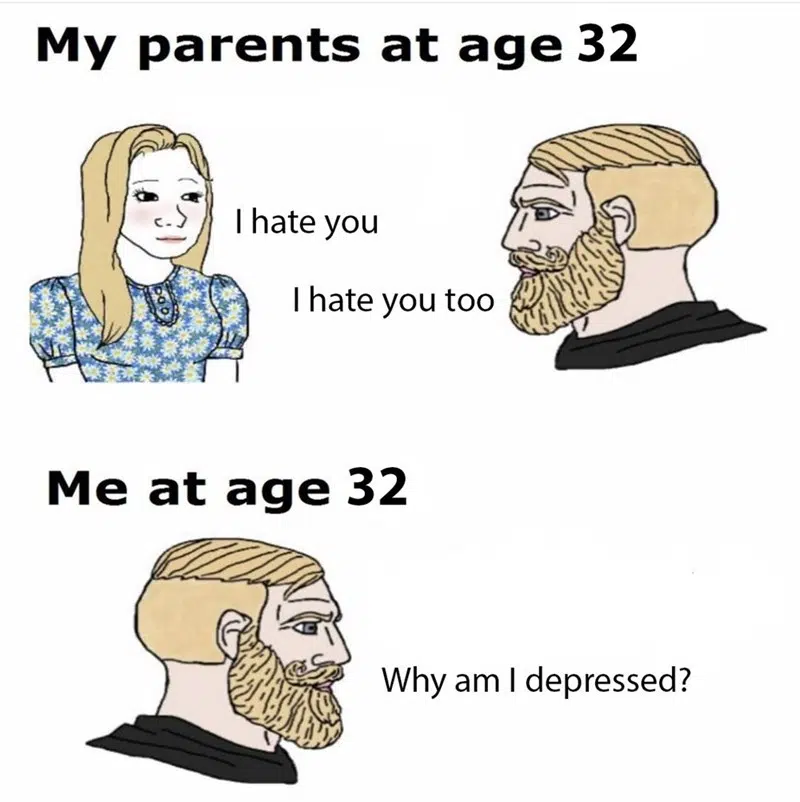 My parents at age 32
I hate you
I hate you too
Me at age 32
Why am I depressed?